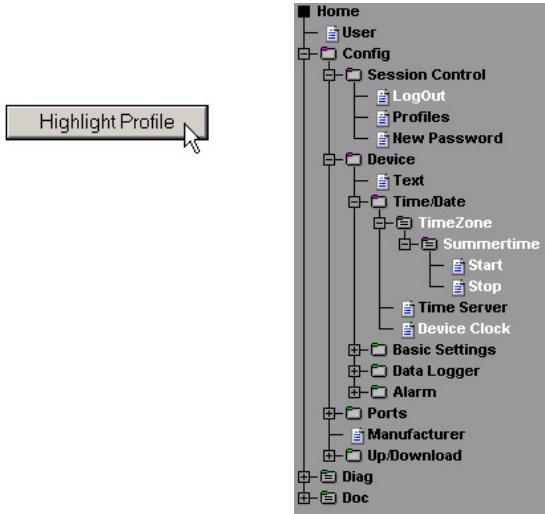 Highlight Profile
Home
User
Config
Session Control
LogOut
Profiles
New Password
Device
Text
Time/Date
TimeZone
Summertime
Start
Stop
Time Server
Device Clock
Basic Settings
Data Logger
Alarm
Ports
Manufacturer
Up/Download
Diag
Doc